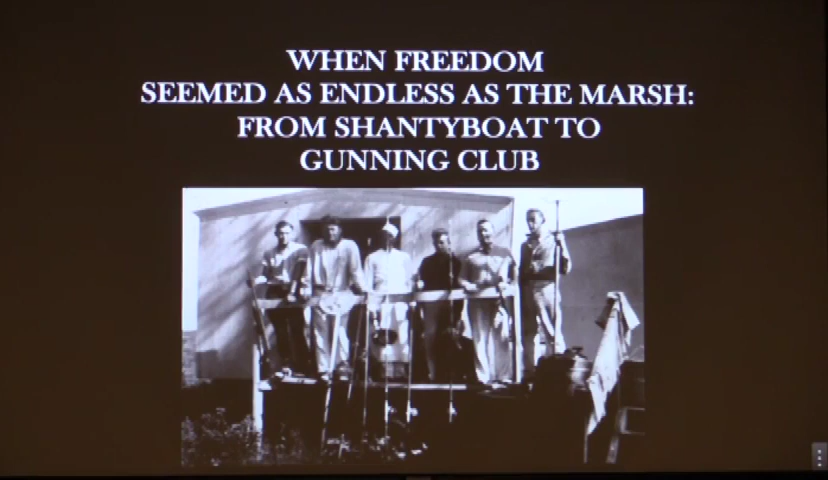 WHEN FREEDOM
SEEMED AS ENDLESS AS THE MARSH:
FROM SHANTYBOAT TO
GUNNING CLUB